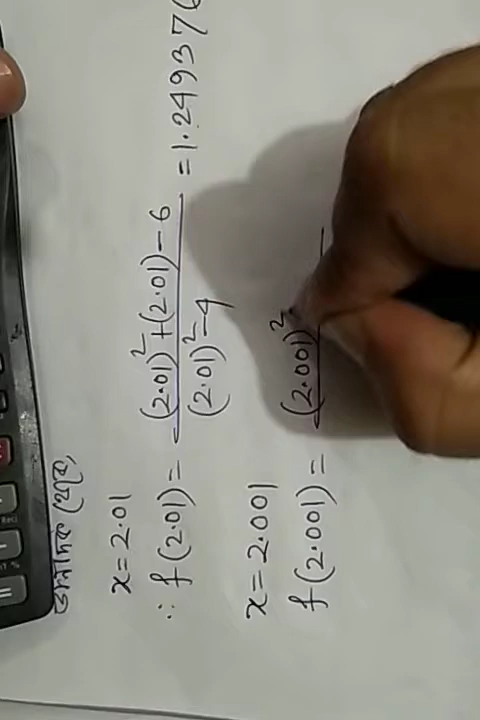 ডানদিক থেকে,
x = 2.01
∴ f(2.01) = (2.01)²+(2.01)-6 / (2.01)²-4 = 1.24937
x = 2.001
f(2.001) = (2.001)²